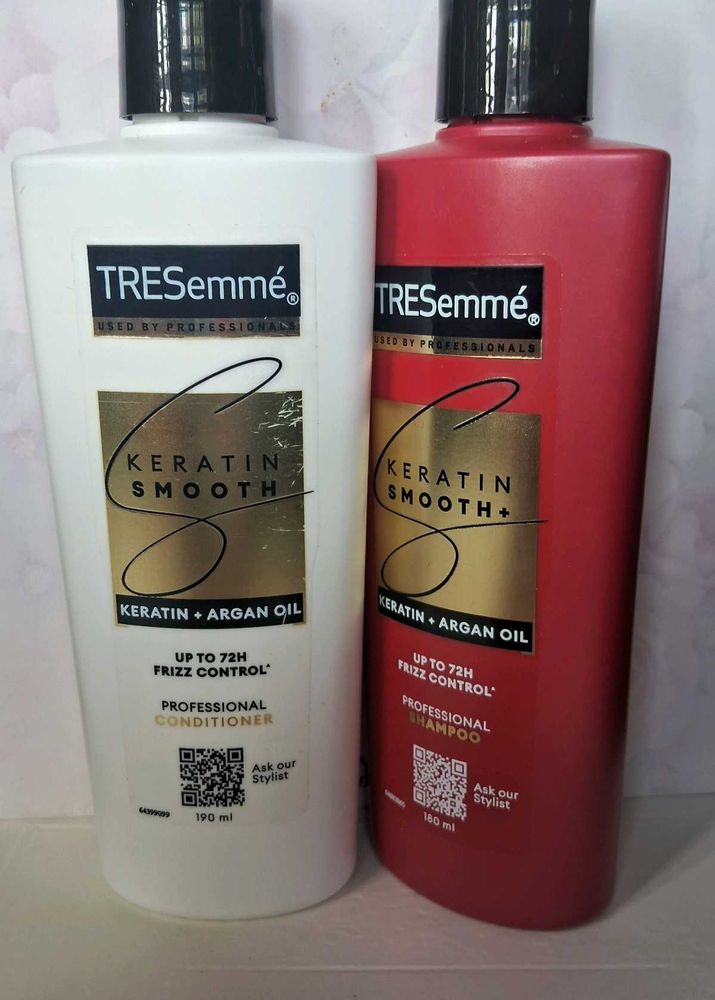 TRESemmé®
USED BY PROFESSIONALS
KERATIN
SMOOTH
KERATIN + ARGAN OIL
UP TO 72H
FRIZZ CONTROL^
PROFESSIONAL
CONDITIONER
Ask our
Stylist
64399099
190 ml
TRESemmé®
USED BY PROFESSIONALS
KERATIN
SMOOTH+
KERATIN + ARGAN OIL
UP TO 72H
FRIZZ CONTROL^
PROFESSIONAL
SHAMPOO
Ask our
Stylist
180 ml